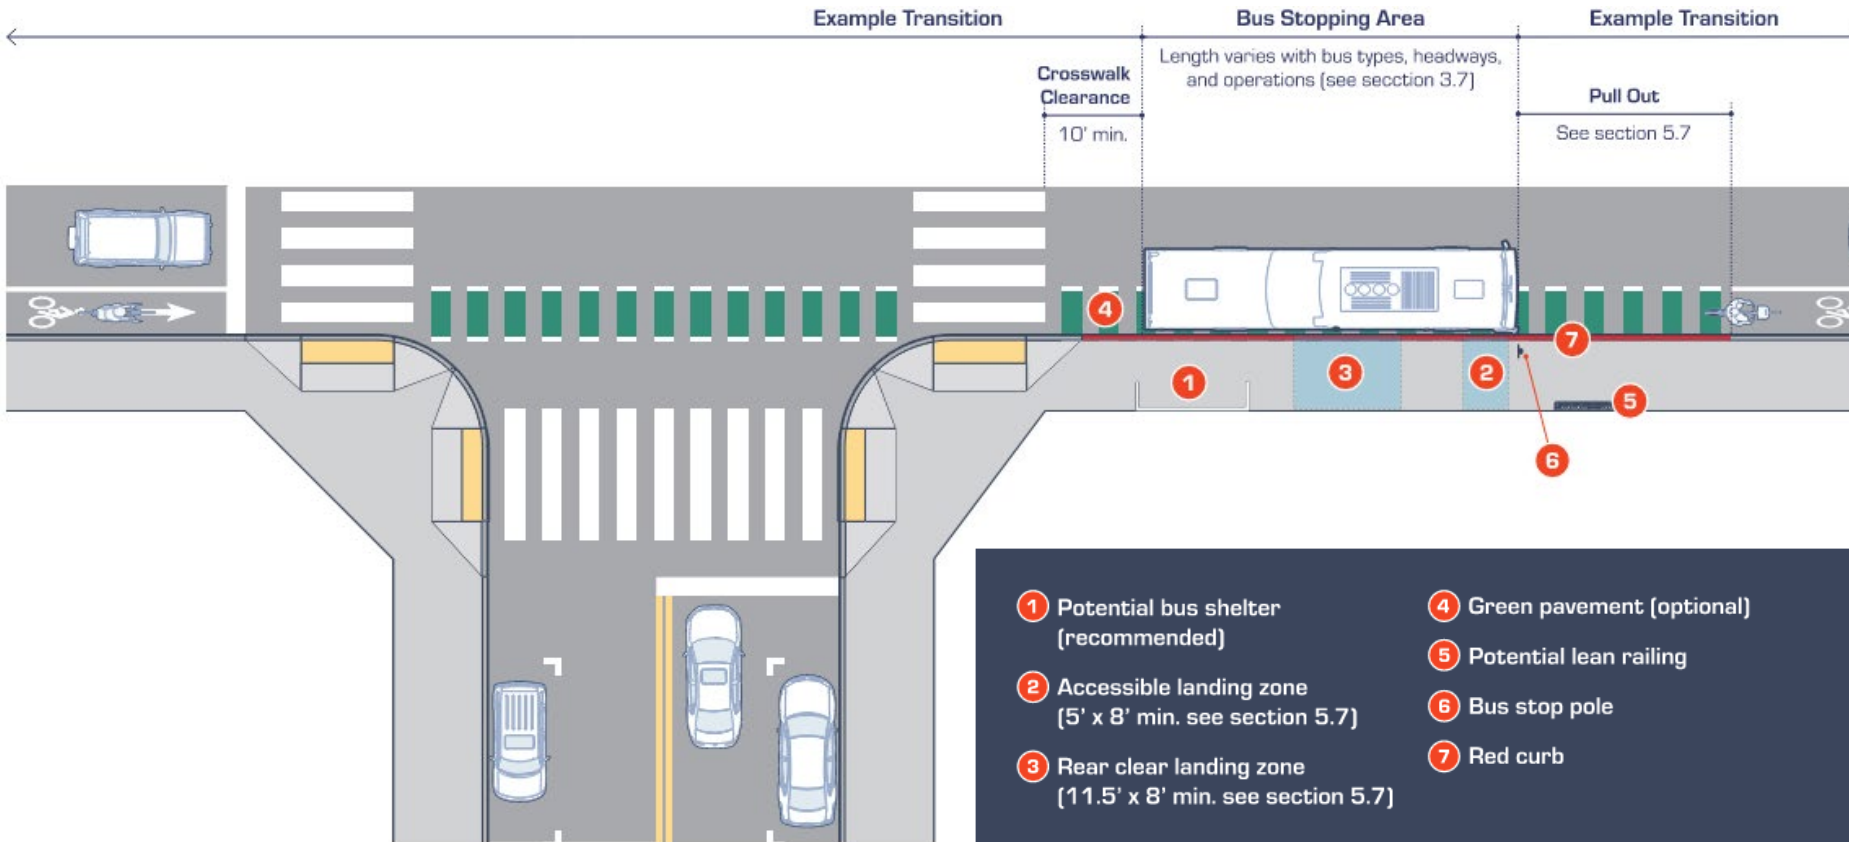 Example Transition
Bus Stopping Area
Example Transition
Length varies with bus types, headways,
and operations (see secction 3.7)
Crosswalk
Clearance
10' min.
Pull Out
See section 5.7
4
7
1
3
2
5
6
1 Potential bus shelter
(recommended)
2 Accessible landing zone
(5' x 8' min. see section 5.7)
3 Rear clear landing zone
(11.5' x 8' min. see section 5.7)
4 Green pavement (optional)
5 Potential lean railing
6 Bus stop pole
7 Red curb